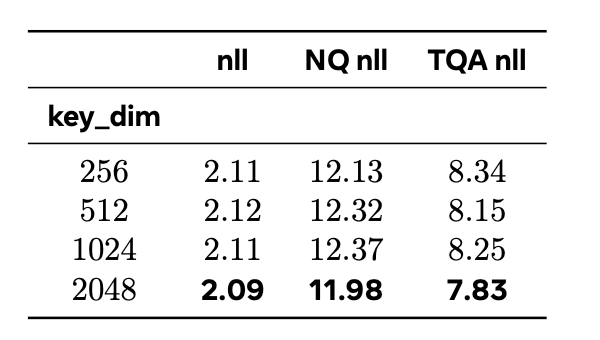 nll NQ nll TQA nll
key_dim
256 2.11 12.13 8.34
512 2.12 12.32 8.15
1024 2.11 12.37 8.25
2048 2.09 11.98 7.83